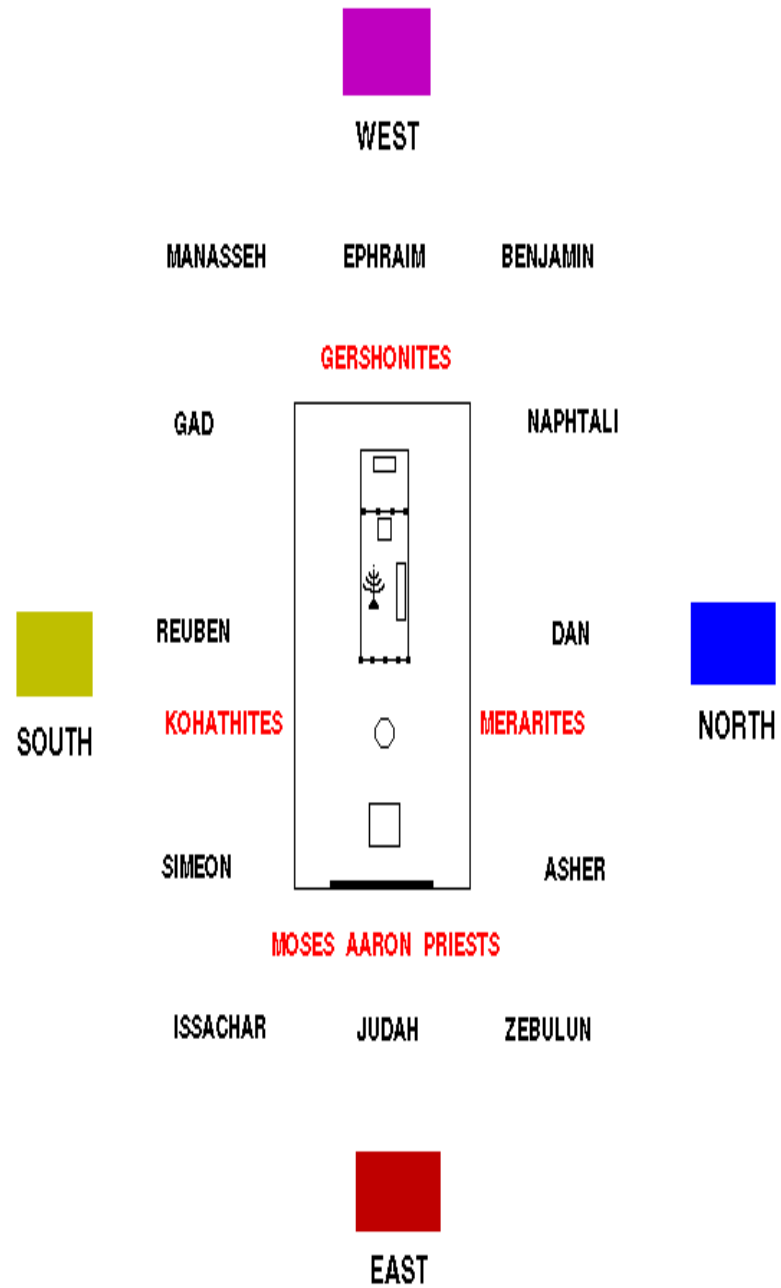 WEST
MANASSEH EPHRAIM BENJAMIN
GERSHONITES
GAD NAPHTALI
REUBEN DAN
KOHATHITES MERARITES
SOUTH NORTH
SIMEON ASHER
MOSES AARON PRIESTS
ISSACHAR JUDAH ZEBULUN
EAST